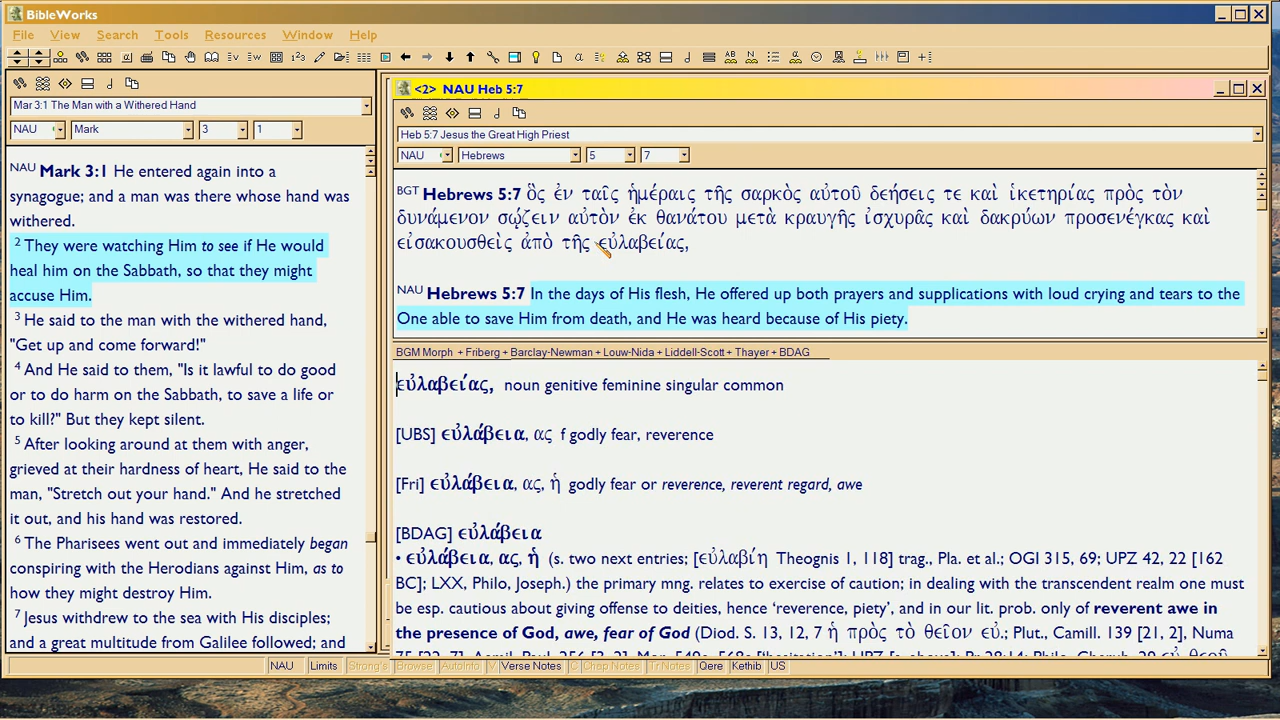 BibleWorks
File View Search Tools Resources Window Help
Mar 3:1 The Man with a Withered Hand
NAU Mark 3 1
NAU Mark 3:1 He entered again into a
synagogue; and a man was there whose hand was
withered.
2 They were watching Him to see if He would
heal him on the Sabbath, so that they might
accuse Him.
3 He said to the man with the withered hand,
"Get up and come forward!"
4 And He said to them, "Is it lawful to do good
or to do harm on the Sabbath, to save a life or
to kill?" But they kept silent.
5 After looking around at them with anger,
grieved at their hardness of heart, He said to the
man, "Stretch out your hand." And he stretched
it out, and his hand was restored.
6 The Pharisees went out and immediately began
conspiring with the Herodians against Him, as to
how they might destroy Him.
7 Jesus withdrew to the sea with His disciples;
and a great multitude from Galilee followed; and
<2> NAU Heb 5:7
Heb 5:7 Jesus the Great High Priest
NAU Hebrews 5 7
BGT Hebrews 5:7 ὃς ἐν ταῖς ἡμέραις τῆς σαρκὸς αὐτοῦ δεήσεις τε καὶ ἱκετηρίας πρὸς τὸν
δυνάμενον σῴζειν αὐτὸν ἐκ θανάτου μετὰ κραυγῆς ἰσχυρᾶς καὶ δακρύων προσενέγκας καὶ
εἰσακουσθεὶς ἀπὸ τῆς εὐλαβείας,
NAU Hebrews 5:7 In the days of His flesh, He offered up both prayers and supplications with loud crying and tears to the
One able to save Him from death, and He was heard because of His piety.
BGM Morph + Friberg + Barclay-Newman + Louw-Nida + Liddell-Scott + Thayer + BDAG
εὐλαβείας, noun genitive feminine singular common
[UBS] εὐλάβεια, ας f godly fear, reverence
[Fri] εὐλάβεια, ας, ἡ godly fear or reverence, reverent regard, awe
[BDAG] εὐλάβεια
• εὐλάβεια, ας, ἡ (s. two next entries; [εὐλαβίη Theognis 1, 118] trag., Pla. et al.; OGI 315, 69; UPZ 42, 22 [162
BC]; LXX, Philo, Joseph.) the primary mng. relates to exercise of caution; in dealing with the transcendent realm one must
be esp. cautious about giving offense to deities, hence ‘reverence, piety’, and in our lit. prob. only of reverent awe in
the presence of God, awe, fear of God (Diod. S. 13, 12, 7 ἡ πρὸς τὸ θεῖον εὐ.; Plut., Camill. 139 [21, 2], Numa
NAU Limits Strong's Browse AutoInfo V Verse Notes C Chap Notes Tr.Notes Qere Kethib US